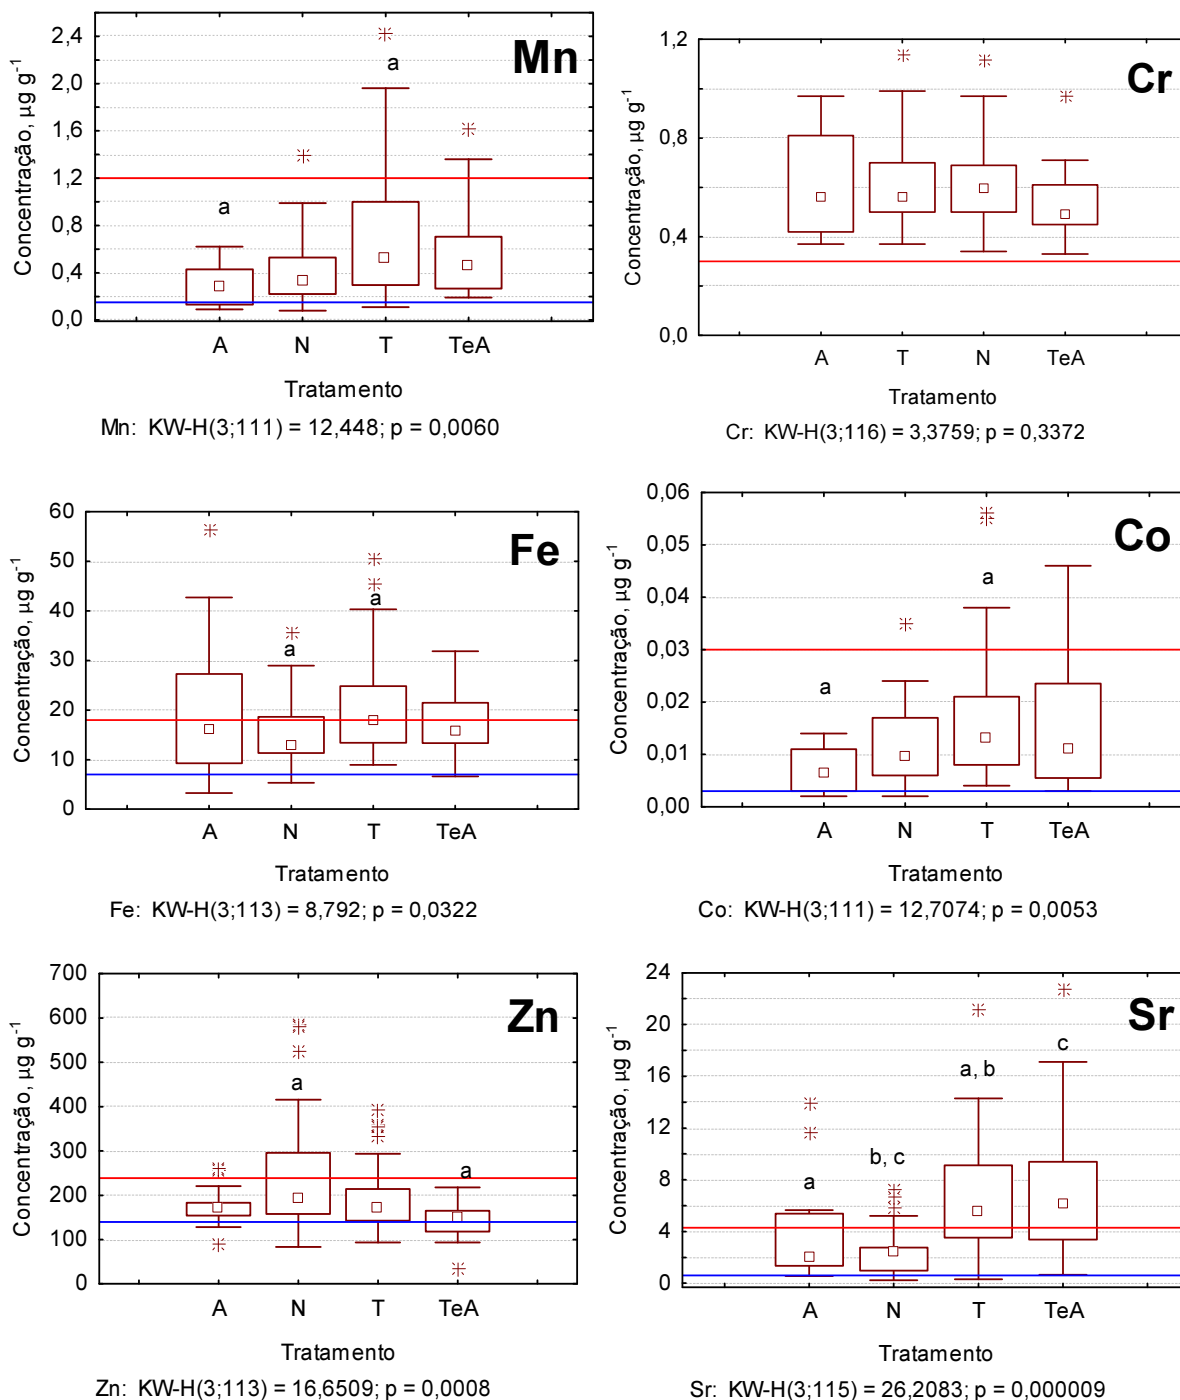 Mn
Concentração, µg g-1
2,4
2,0
1,6
1,2
0,8
0,4
0,0
a
a
A N T TeA
Tratamento
Mn: KW-H(3;111) = 12,448; p = 0,0060
Cr
Concentração, µg g-1
1,2
0,8
0,4
0,0
A T N TeA
Tratamento
Cr: KW-H(3;116) = 3,3759; p = 0,3372
Fe
Concentração, µg g-1
60
50
40
30
20
10
0
a
a
A N T TeA
Tratamento
Fe: KW-H(3;113) = 8,792; p = 0,0322
Co
Concentração, µg g-1
0,06
0,05
0,04
0,03
0,02
0,01
0,00
a
a
A N T TeA
Tratamento
Co: KW-H(3;111) = 12,7074; p = 0,0053
Zn
Concentração, µg g-1
700
600
500
400
300
200
100
0
a
a
A N T TeA
Tratamento
Zn: KW-H(3;113) = 16,6509; p = 0,0008
Sr
Concentração, µg g-1
24
20
16
12
8
4
0
a
b, c
a, b
c
A N T TeA
Tratamento
Sr: KW-H(3;115) = 26,2083; p = 0,000009